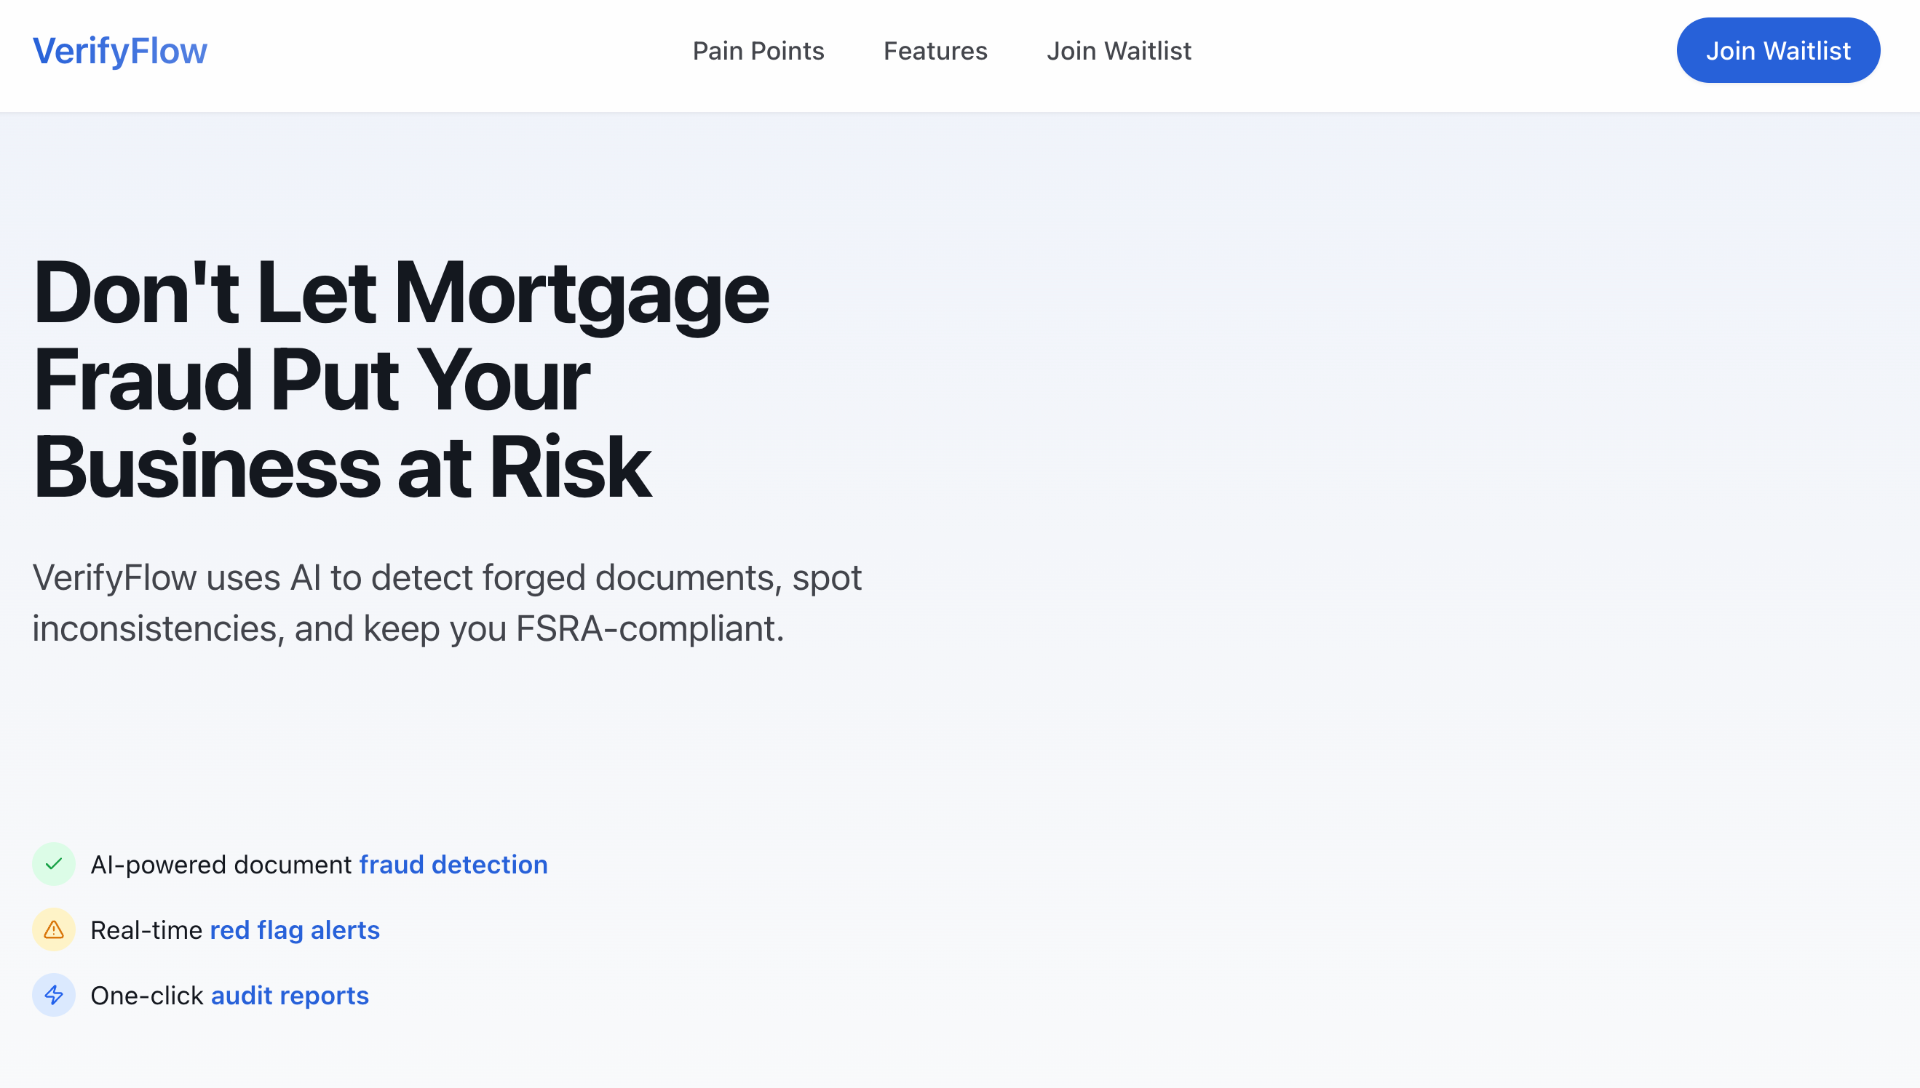 VerifyFlow
Pain Points
Features
Join Waitlist
Join Waitlist
Don't Let Mortgage
Fraud Put Your
Business at Risk
VerifyFlow uses AI to detect forged documents, spot
inconsistencies, and keep you FSRA-compliant.
AI-powered document fraud detection
Real-time red flag alerts
One-click audit reports